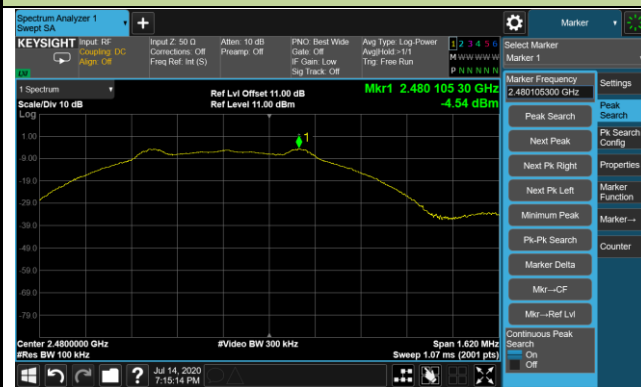 Spectrum Analyzer 1
Swept SA
Marker
KEYSIGHT
Input: RF
Coupling: DC
Align: Off
Input Z: 50 Ω
Corrections: Off
Freq Ref: Int (S)
Atten: 10 dB
Preamp: Off
PNO: Best Wide
Gate: Off
IF Gain: Low
Sig Track: Off
Avg Type: Log-Power
Avg|Hold:>1/1
Trig: Free Run
1 2 3 4 5 6
M W W W W W
P N N N N N
LXI
Select Marker
Marker 1
1 Spectrum
Scale/Div 10 dB
Log
Ref Lvl Offset 11.00 dB
Ref Level 11.00 dBm
Mkr1 2.480 105 30 GHz
-4.54 dBm
1
1.00
-9.00
-19.0
-29.0
-39.0
-49.0
-59.0
-69.0
-79.0
Center 2.4800000 GHz
#Res BW 100 kHz
#Video BW 300 kHz
Span 1.620 MHz
Sweep 1.07 ms (2001 pts)
Marker Frequency
2.480105300 GHz
Peak Search
Next Peak
Next Pk Right
Next Pk Left
Minimum Peak
Pk-Pk Search
Marker Delta
Mkr→CF
Mkr→Ref Lvl
Continuous Peak
Search
On
Off
Settings
Peak
Search
Pk Search
Config
Properties
Marker
Function
Marker→
Counter
Jul 14, 2020
7:15:14 PM